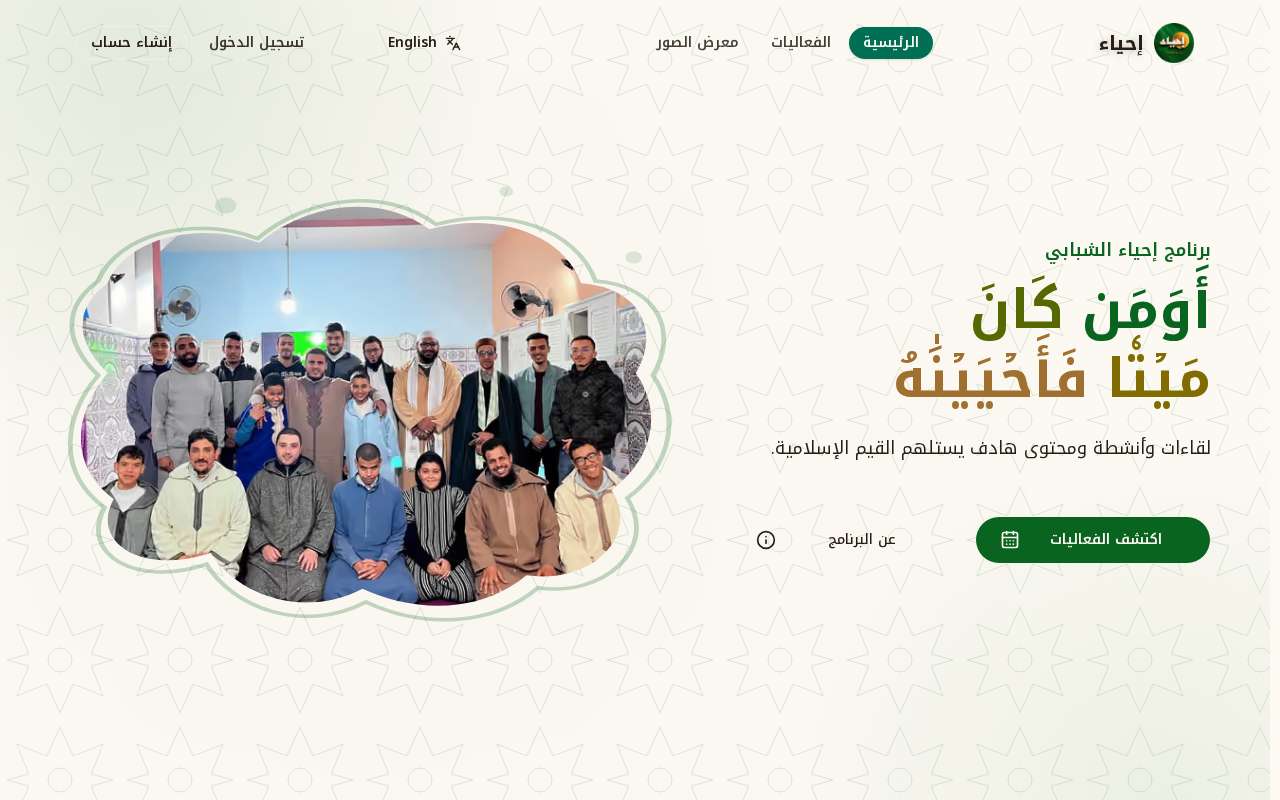 إحياء
الرئيسية
الفعاليات
معرض الصور
English
تسجيل الدخول
إنشاء حساب
برنامج إحياء الشبابي
أَوَمَن كَانَ
مَيۡتٗا فَأَحۡيَيۡنَٰهُ
لقاءات وأنشطة ومحتوى هادف يستلهم القيم الإسلامية.
اكتشف الفعاليات
عن البرنامج